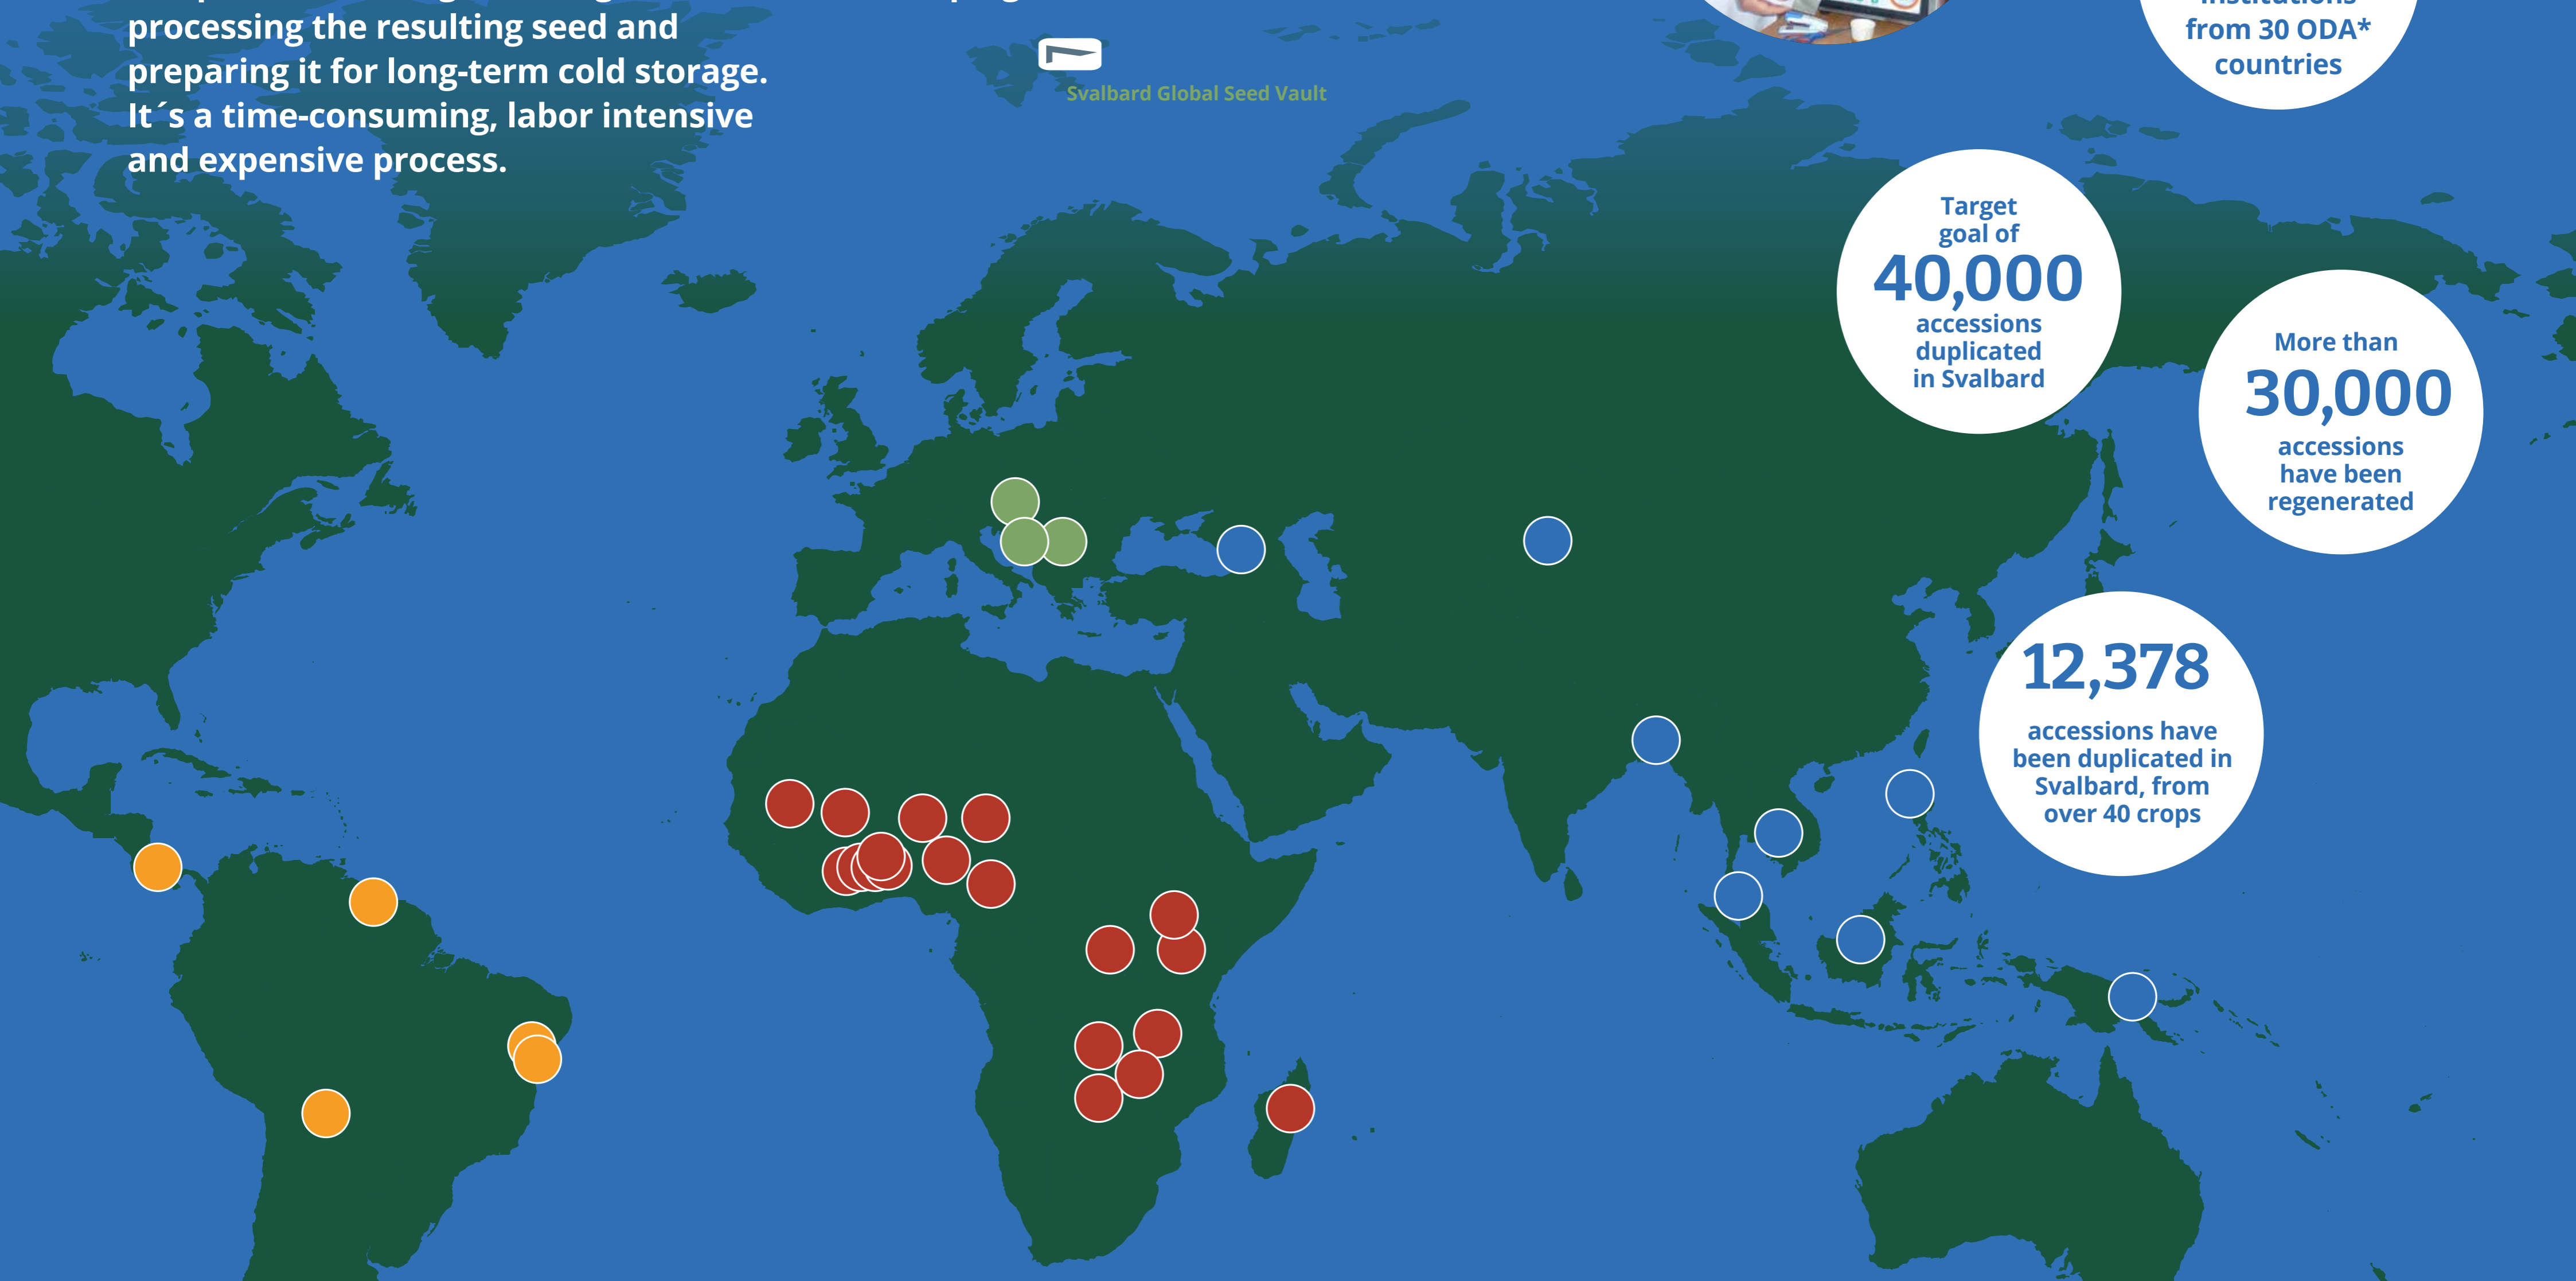 processing the resulting seed and
preparing it for long-term cold storage.
It´s a time-consuming, labor intensive
and expensive process.
Svalbard Global Seed Vault
institutions
from 30 ODA*
countries
Target
goal of
40,000
accessions
duplicated
in Svalbard
More than
30,000
accessions
have been
regenerated
12,378
accessions have
been duplicated in
Svalbard, from
over 40 crops